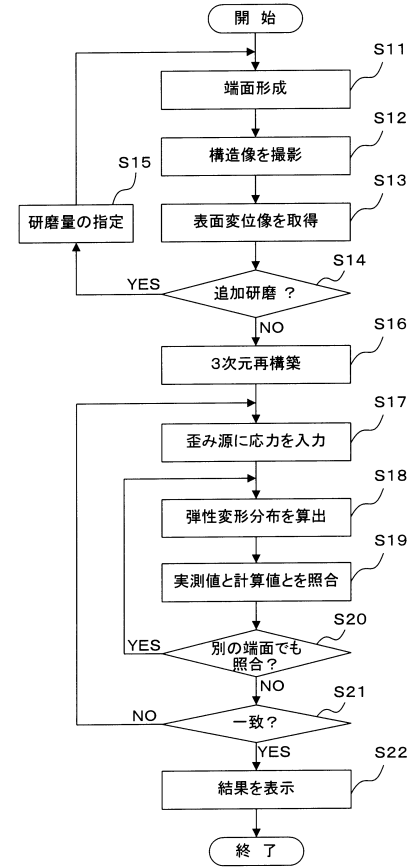 開 始
S11
端面形成
S12
構造像を撮影
S15
S13
研磨量の指定
表面変位像を取得
S14
YES
追加研磨 ?
NO
S16
3次元再構築
S17
歪み源に応力を入力
S18
弾性変形分布を算出
S19
実測値と計算値とを照合
S20
YES
別の端面でも
照合?
NO
S21
NO
一致?
YES
S22
結果を表示
終 了